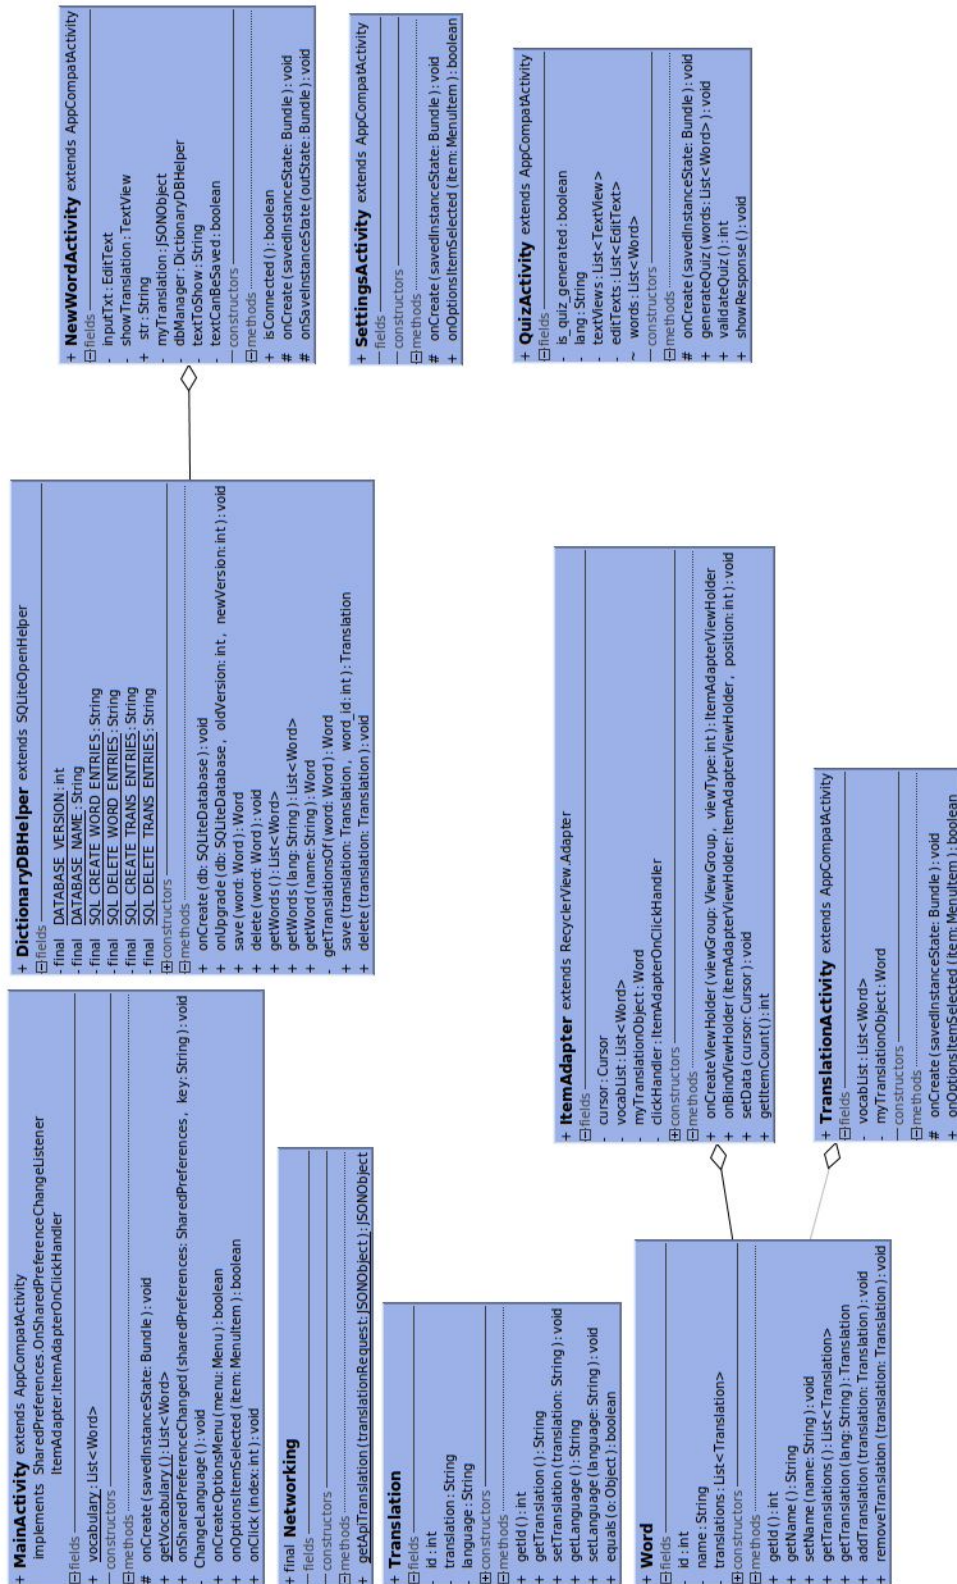 + MainActivity extends AppCompatActivity
implements SharedPreferences.OnSharedPreferenceChangeListener
ItemAdapter.ItemAdapterOnClickHandler
fields
+ vocabulary : List<Word>
constructors
methods
# onCreate (savedInstanceState: Bundle) : void
+ getVocabulary () : List<Word>
+ onSharedPreferenceChanged (sharedPreferences: SharedPreferences, key: String) : void
- ChangeLanguage () : void
+ onCreateOptionsMenu (menu: Menu) : boolean
+ onOptionsItemSelected (item: MenuItem) : boolean
+ onClick (index: int) : void
+ final Networking
fields
constructors
methods
+ getApiTranslation (translationRequest: JSONObject) : JSONObject
+ Translation
fields
- id : int
- translation : String
- language : String
constructors
methods
+ getId () : int
+ getTranslation () : String
+ setTranslation (translation: String) : void
+ getLanguage () : String
+ setLanguage (language: String) : void
+ equals (o: Object) : boolean
+ Word
fields
- id : int
- name : String
- translations : List<Translation>
constructors
methods
+ getId () : int
+ getName () : String
+ setName (name: String) : void
+ getTranslations () : List<Translation>
+ getTranslation (lang: String) : Translation
+ addTranslation (translation: Translation) : void
+ removeTranslation (translation: Translation) : void
+ DictionaryDBHelper extends SQLiteOpenHelper
fields
- final DATABASE_VERSION : int
- final DATABASE_NAME : String
- final SQL_CREATE_WORD_ENTRIES : String
- final SQL_DELETE_WORD_ENTRIES : String
- final SQL_CREATE_TRANS_ENTRIES : String
- final SQL_DELETE_TRANS_ENTRIES : String
constructors
methods
+ onCreate (db: SQLiteDatabase) : void
+ onUpgrade (db: SQLiteDatabase, oldVersion: int, newVersion: int) : void
+ save (word: Word) : Word
+ delete (word: Word) : void
+ getWords () : List<Word>
+ getWords (lang: String) : List<Word>
+ getWord (name: String) : Word
- getTranslationsOf (word: Word) : Word
+ save (translation: Translation, word_id: int) : Translation
+ delete (translation: Translation) : void
+ ItemAdapter extends RecyclerView.Adapter
fields
- cursor : Cursor
- vocabList : List<Word>
- myTranslationObject : Word
- clickHandler : ItemAdapterOnClickHandler
constructors
methods
+ onCreateViewHolder (viewGroup: ViewGroup, viewType: int) : ItemAdapterViewHolder
+ onBindViewHolder (itemAdapterViewHolder: ItemAdapterViewHolder, position: int) : void
+ setData (cursor: Cursor) : void
+ getItemCount () : int
+ TranslationActivity extends AppCompatActivity
fields
- vocabList : List<Word>
- myTranslationObject : Word
constructors
methods
# onCreate (savedInstanceState: Bundle) : void
+ onOptionsItemSelected (item: MenuItem) : boolean
+ NewWordActivity extends AppCompatActivity
fields
- inputTxt : EditText
- showTranslation : TextView
+ str : String
- myTranslation : JSONObject
- dbManager : DictionaryDBHelper
- textToShow : String
- textCanBeSaved : boolean
constructors
methods
+ isConnected () : boolean
# onCreate (savedInstanceState: Bundle) : void
# onSaveInstanceState (outState: Bundle) : void
+ SettingsActivity extends AppCompatActivity
fields
constructors
methods
# onCreate (savedInstanceState: Bundle) : void
+ onOptionsItemSelected (item: MenuItem) : boolean
+ QuizActivity extends AppCompatActivity
fields
- is_quiz_generated : boolean
- lang : String
- textViews : List<TextView>
- editTexts : List<EditText>
~ words : List<Word>
constructors
methods
# onCreate (savedInstanceState: Bundle) : void
+ generateQuiz (words: List<Word>) : void
+ validateQuiz () : int
+ showResponse () : void